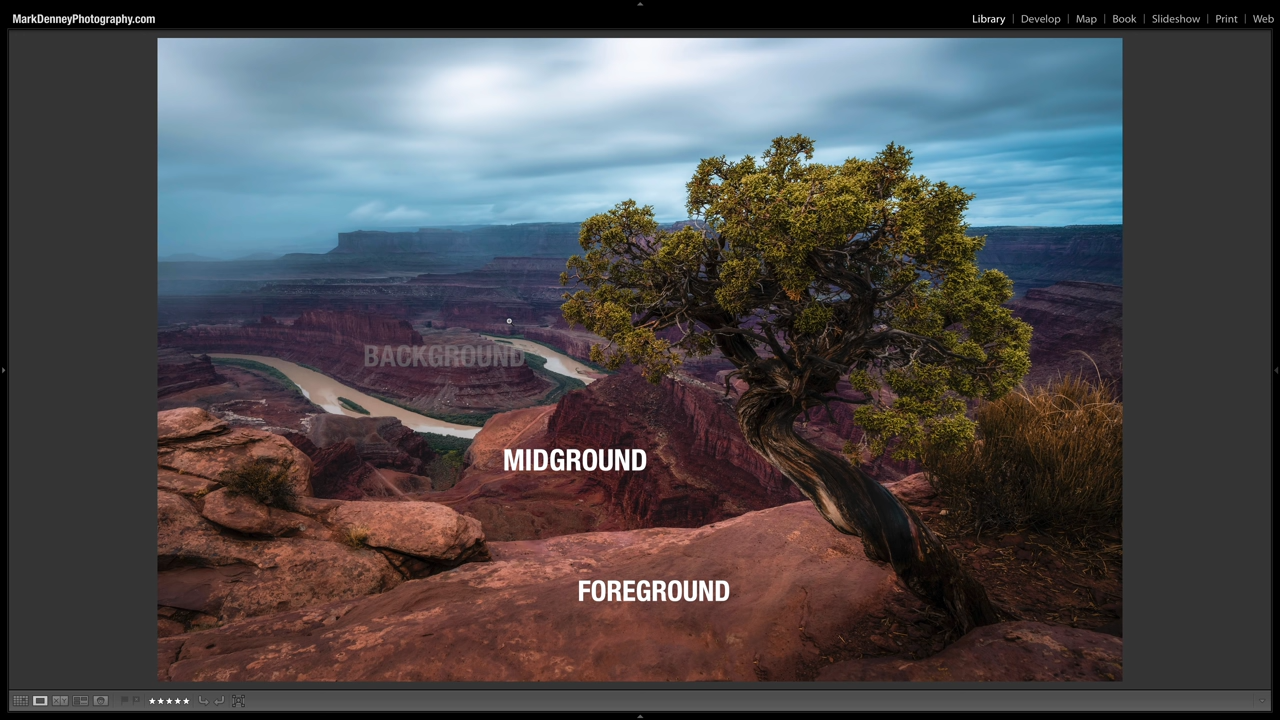 MarkDenneyPhotography.com
Library | Develop | Map | Book | Slideshow | Print | Web
BACKGROUND
MIDGROUND
FOREGROUND